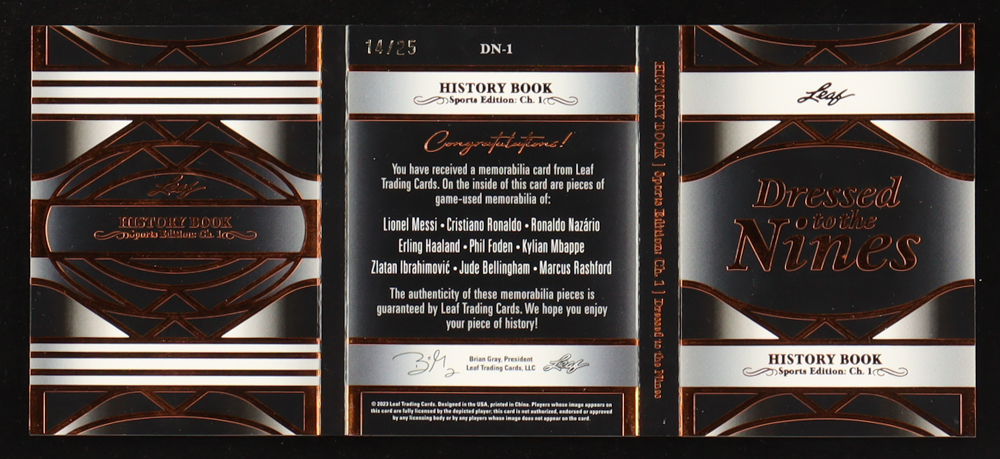 Leaf
HISTORY BOOK
Sports Edition: Ch. 1
14/25
DN-1
HISTORY BOOK
Sports Edition: Ch. 1
Congratulations!
You have received a memorabilia card from Leaf
Trading Cards. On the inside of this card are pieces of
game-used memorabilia of:
Lionel Messi • Cristiano Ronaldo • Ronaldo Nazário
Erling Haaland • Phil Foden • Kylian Mbappe
Zlatan Ibrahimović • Jude Bellingham • Marcus Rashford
The authenticity of these memorabilia pieces is
guaranteed by Leaf Trading Cards. We hope you enjoy
your piece of history!
Brian Gray, President
Leaf Trading Cards, LLC
Leaf
© 2023 Leaf Trading Cards. Designed in the USA, printed in China. Players whose image appears on
this card are fully licensed by the depicted player; this card is not authorized, endorsed or approved
by any licensing body or by any players whose image does not appear on the card.
HISTORY BOOK | Sports Edition: Ch. 1 | Dressed to the Nines
Leaf
Dressed
to the
Nines
HISTORY BOOK
Sports Edition: Ch. 1